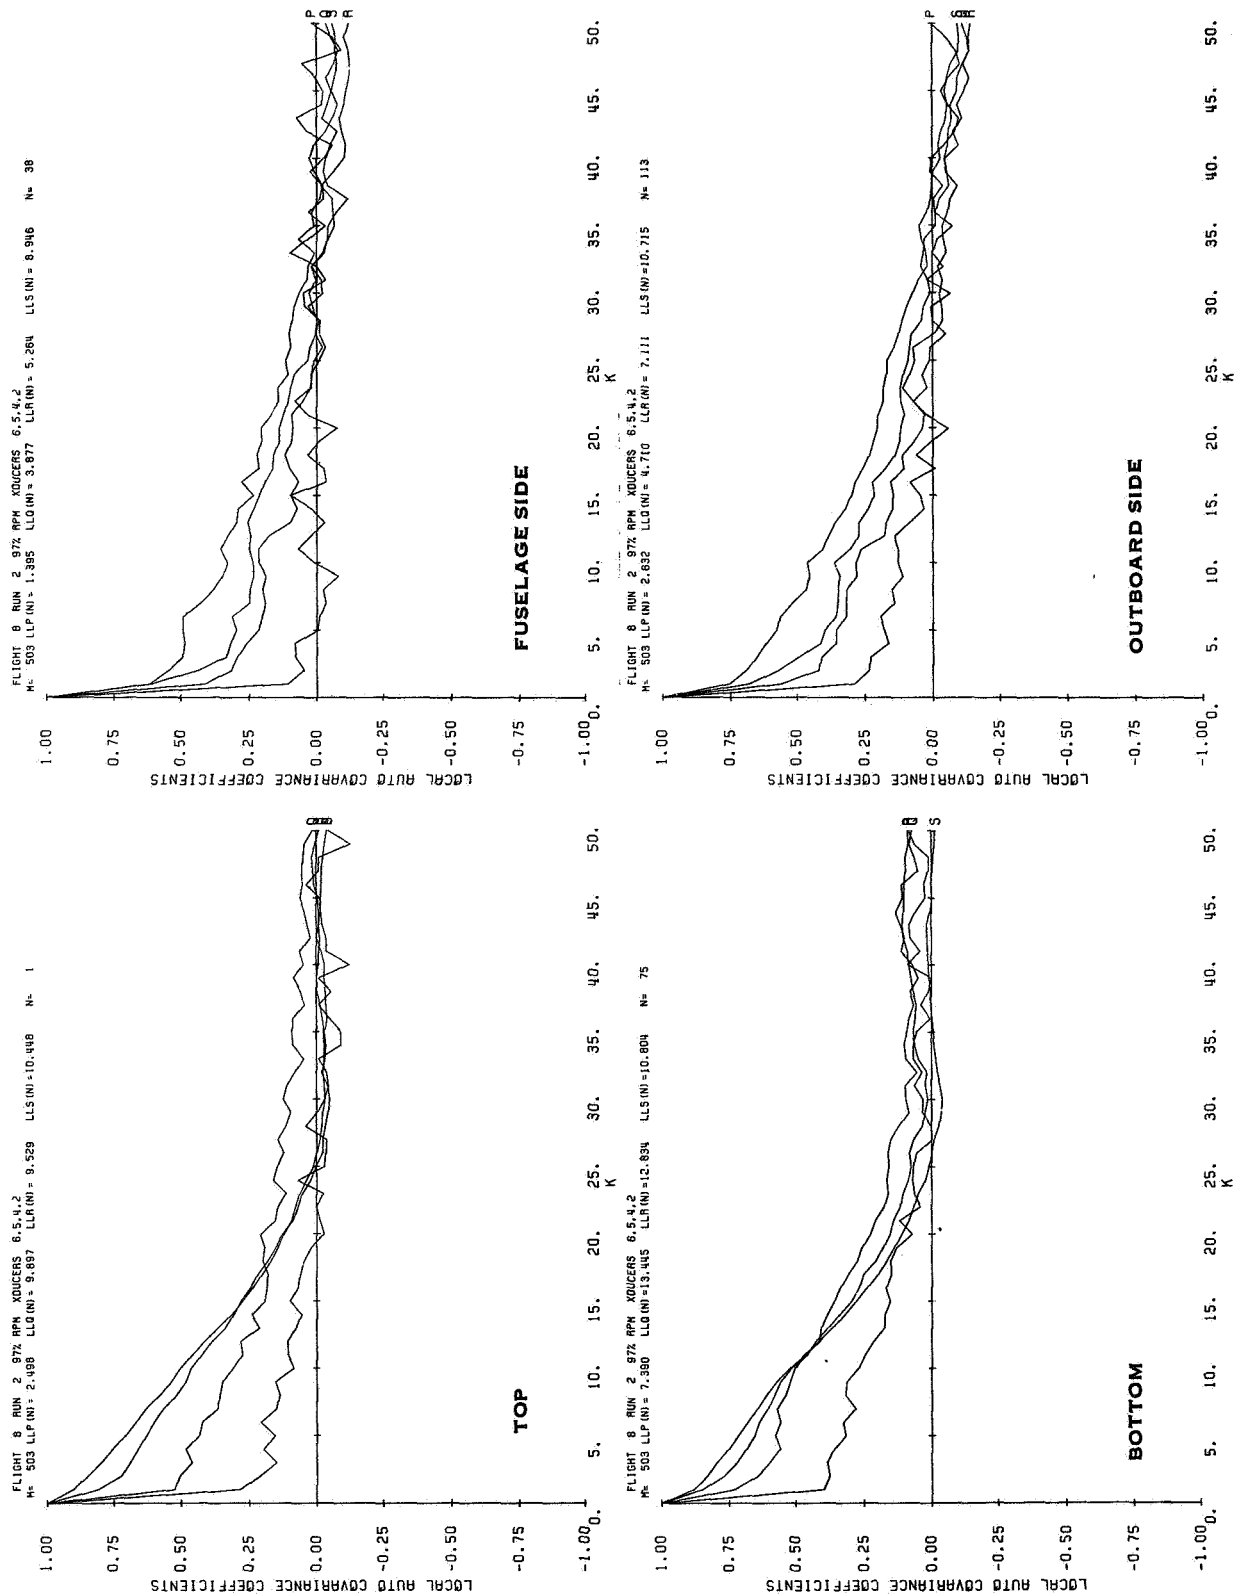 FLIGHT 8 RUN 2 97% RPM XDUCERS 6,5,4,2
M= 503 LLP(N)= 1.395 LLQ(N)= 3.877 LLR(N)= 5.264 LLS(N)= 8.946 N= 38
LOCAL AUTO COVARIANCE COEFFICIENTS
1.00
0.75
0.50
0.25
0.00
-0.25
-0.50
-0.75
-1.00
0. 5. 10. 15. 20. 25. 30. 35. 40. 45. 50.
K
P Q S R
FUSELAGE SIDE
FLIGHT 8 RUN 2 97% RPM XDUCERS 6,5,4,2
M= 503 LLP(N)= 2.832 LLQ(N)= 4.710 LLR(N)= 7.111 LLS(N)=10.715 N= 113
LOCAL AUTO COVARIANCE COEFFICIENTS
1.00
0.75
0.50
0.25
0.00
-0.25
-0.50
-0.75
-1.00
0. 5. 10. 15. 20. 25. 30. 35. 40. 45. 50.
K
P R
OUTBOARD SIDE
FLIGHT 8 RUN 2 97% RPM XDUCERS 6,5,4,2
M= 503 LLP(N)= 2.498 LLQ(N)= 9.897 LLR(N)= 9.529 LLS(N)=10.448 N= 1
LOCAL AUTO COVARIANCE COEFFICIENTS
1.00
0.75
0.50
0.25
0.00
-0.25
-0.50
-0.75
-1.00
0. 5. 10. 15. 20. 25. 30. 35. 40. 45. 50.
K
TOP
FLIGHT 8 RUN 2 97% RPM XDUCERS 6,5,4,2
M= 503 LLP(N)= 7.390 LLQ(N)=13.445 LLR(N)=12.834 LLS(N)=10.804 N= 75
LOCAL AUTO COVARIANCE COEFFICIENTS
1.00
0.75
0.50
0.25
0.00
-0.25
-0.50
-0.75
-1.00
0. 5. 10. 15. 20. 25. 30. 35. 40. 45. 50.
K
S
BOTTOM